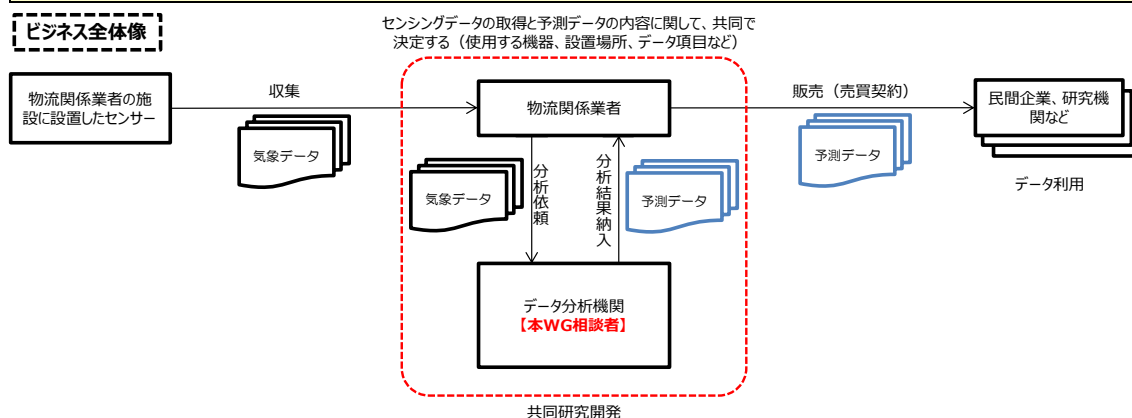 ビジネス全体像
センシングデータの取得と予測データの内容に関して、共同で
決定する（使用する機器、設置場所、データ項目など）
物流関係業者の施
設に設置したセンサー
収集
気象データ
物流関係業者
販売（売買契約）
予測データ
民間企業、研究機
関など
データ利用
気象データ
分析依頼
分析結果納入
予測データ
データ分析機関
【本WG相談者】
共同研究開発